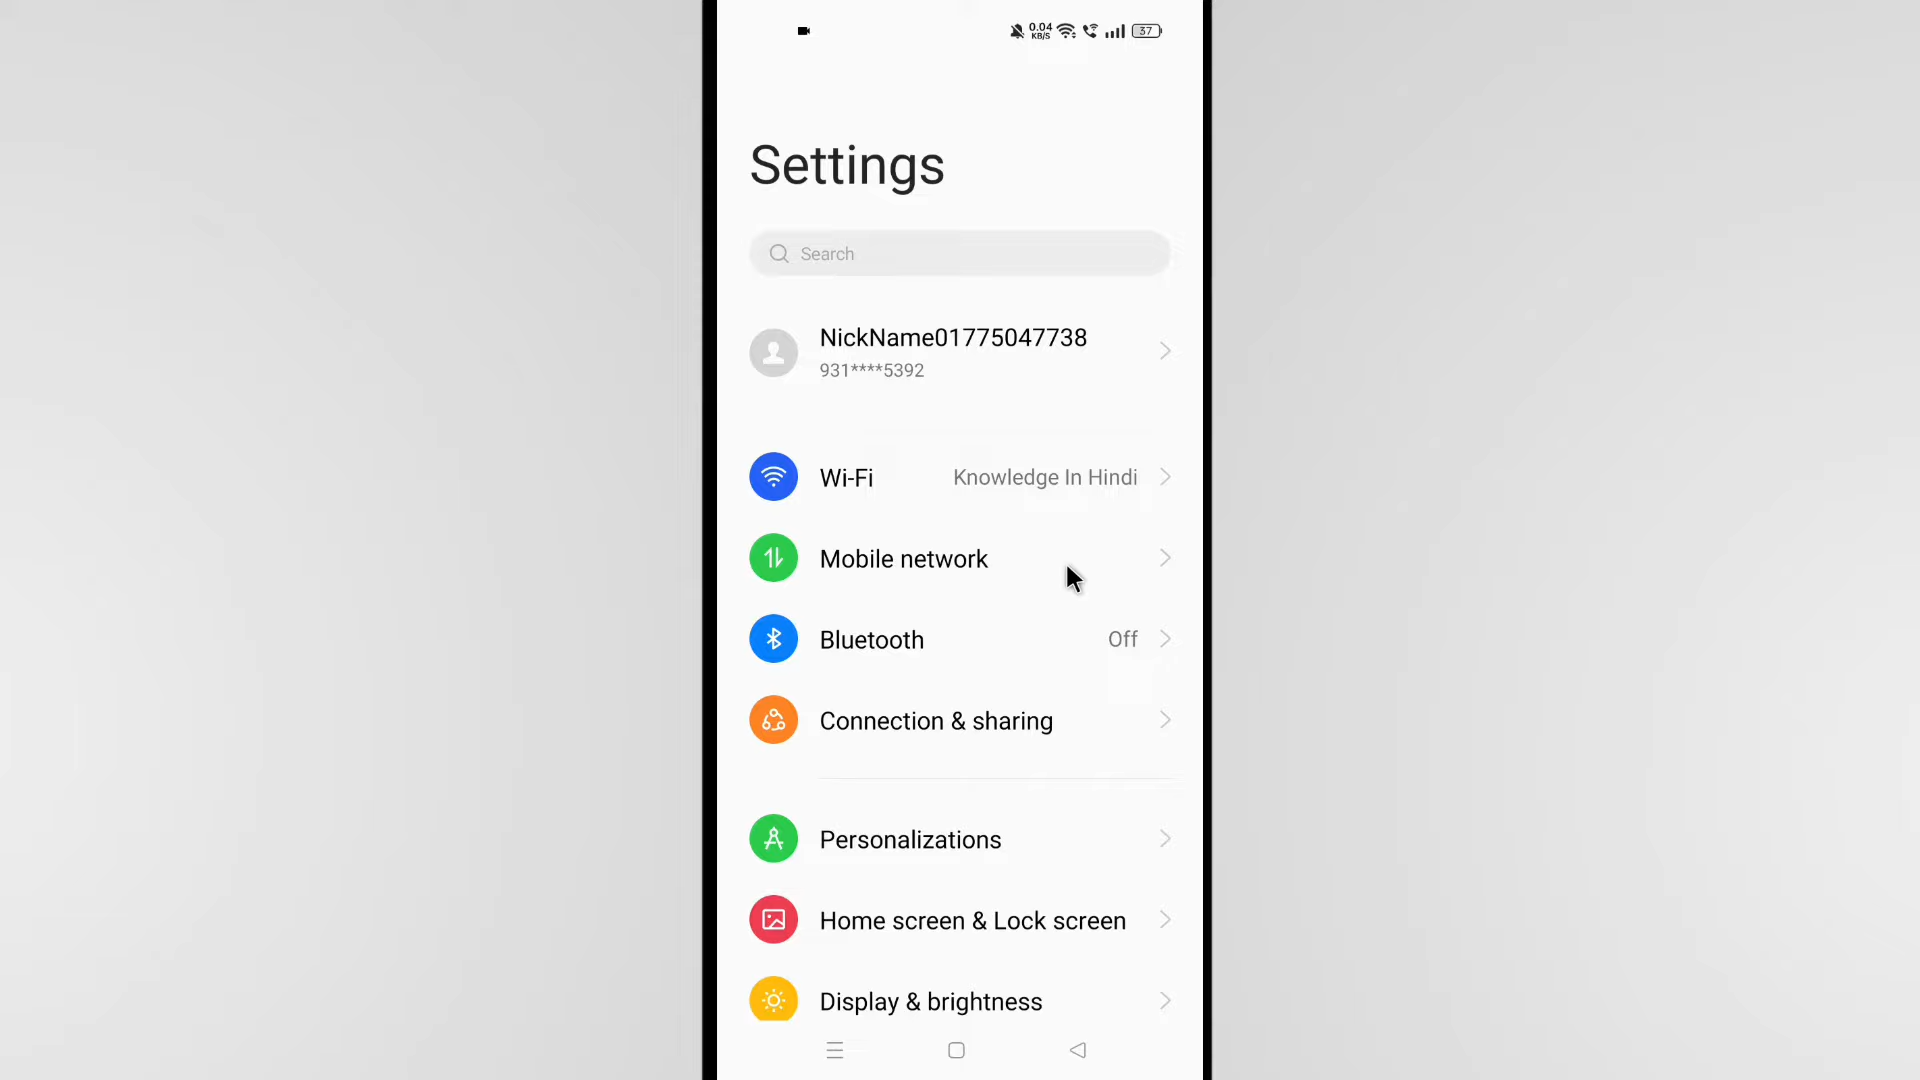 0.04
KB/S
37
Settings
Search
NickName01775047738
931****5392
Wi-Fi Knowledge In Hindi
Mobile network
Bluetooth Off
Connection & sharing
Personalizations
Home screen & Lock screen
Display & brightness